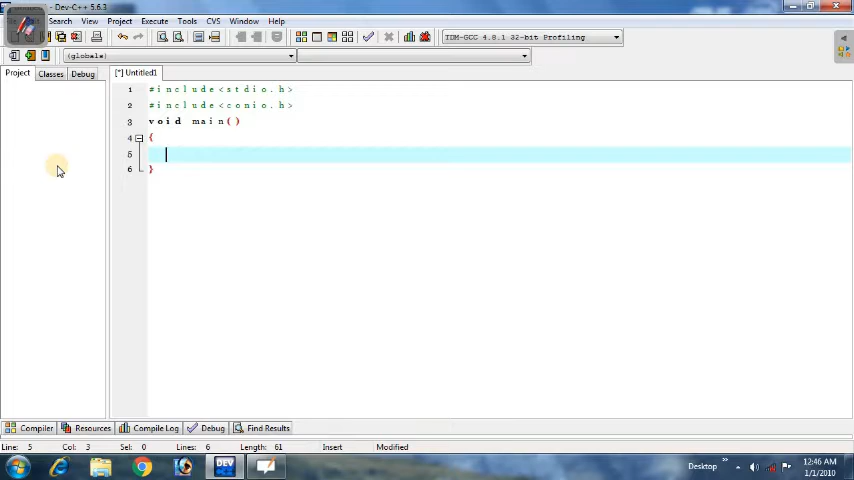 Dev-C++ 5.6.3
Search View Project Execute Tools CVS Window Help
TDM-GCC 4.8.1 32-bit Profiling
(globals)
Project Classes Debug [*] Untitled1
1 #include<stdio.h>
2 #include<conio.h>
3 void main()
4 {
5
6 }
Compiler Resources Compile Log Debug Find Results
Line: 5 Col: 3 Sel: 0 Lines: 6 Length: 61 Insert Modified
DEV Desktop 12:46 AM
1/1/2010